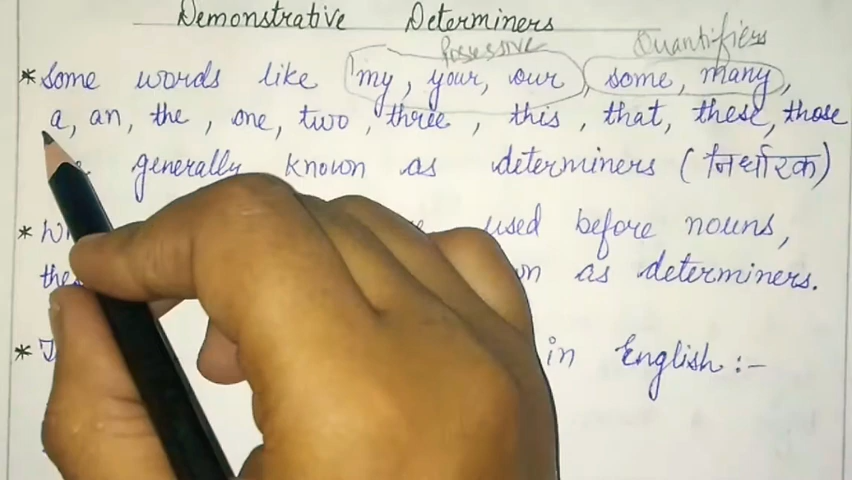 Demonstrative Determiners
Possessive Quantifiers
* Some words like my, your, our, some, many,
a, an, the, one, two, three, this, that, these, those
generally known as determiners (निर्धारक)
* used before nouns,
as determiners.
* in English :-